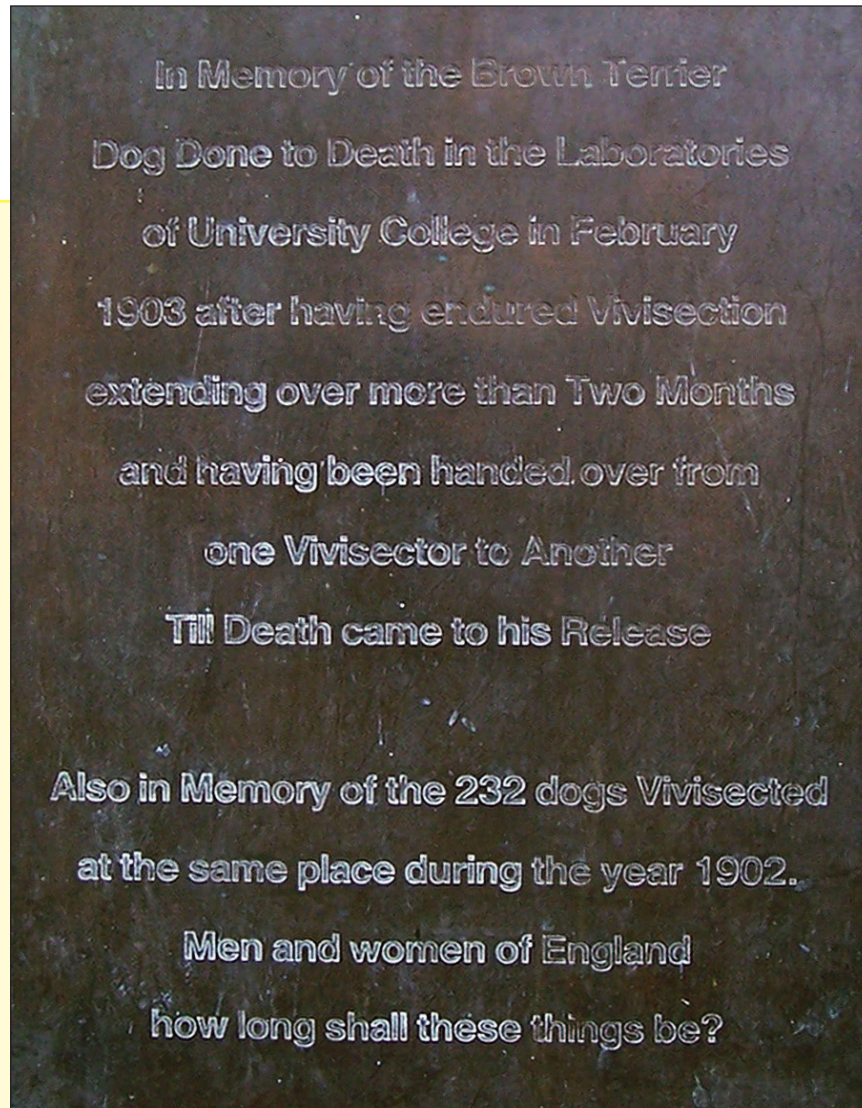 In Memory of the Brown Terrier
Dog Done to Death in the Laboratories
of University College in February
1903 after having endured Vivisection
extending over more than Two Months
and having been handed over from
one Vivisector to Another
Till Death came to his Release
Also in Memory of the 232 dogs Vivisected
at the same place during the year 1902.
Men and women of England
how long shall these things be?